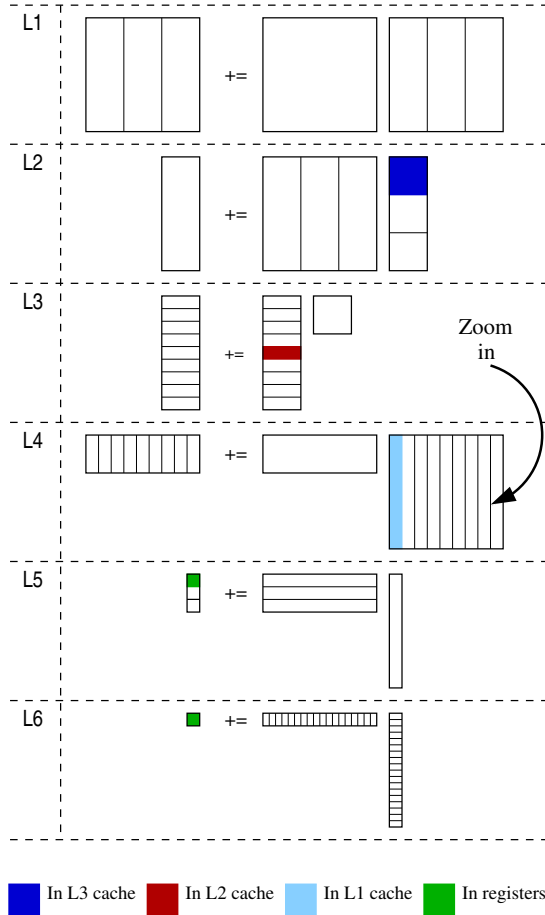 L1
+=
L2
+=
L3
+=
Zoom
in
L4
+=
L5
+=
L6
+=
In L3 cache In L2 cache In L1 cache In registers